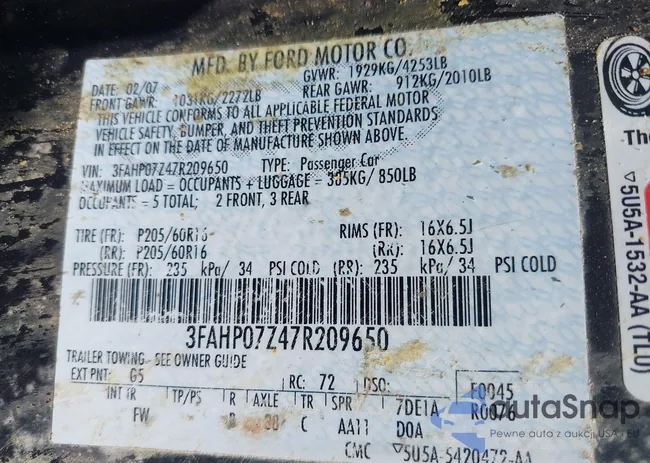 MFD. BY FORD MOTOR CO.
DATE: 02/07 GVWR: 1929KG/4253LB
FRONT GAWR: 1031KG/2272LB REAR GAWR: 912KG/2010LB
THIS VEHICLE CONFORMS TO ALL APPLICABLE FEDERAL MOTOR
VEHICLE SAFETY, BUMPER, AND THEFT PREVENTION STANDARDS
IN EFFECT ON THE DATE OF MANUFACTURE SHOWN ABOVE.
VIN: 3FAHP07Z47R209650 TYPE: Passenger Car
MAXIMUM LOAD = OCCUPANTS + LUGGAGE = 385KG/ 850LB
OCCUPANTS = 5 TOTAL; 2 FRONT, 3 REAR
TIRE (FR): P205/60R16 RIMS (FR): 16X6.5J
(RR): P205/60R16 (RR): 16X6.5J
PRESSURE (FR): 235 kPa/ 34 PSI COLD (RR): 235 kPa/ 34 PSI COLD
3FAHP07Z47R209650
TRAILER TOWING- SEE OWNER GUIDE
EXT PNT: G5 RC: 72 DSO: F0045
INT TR TP/PS R AXLE TR SPR 7DE1A R0076
FW C AA11 D0A
CMC ▽5U5A-5420472-AA
The
▽5U5A-1532-AA (TLU)
AutaSnap
Pewne auta z aukcji USA i EU